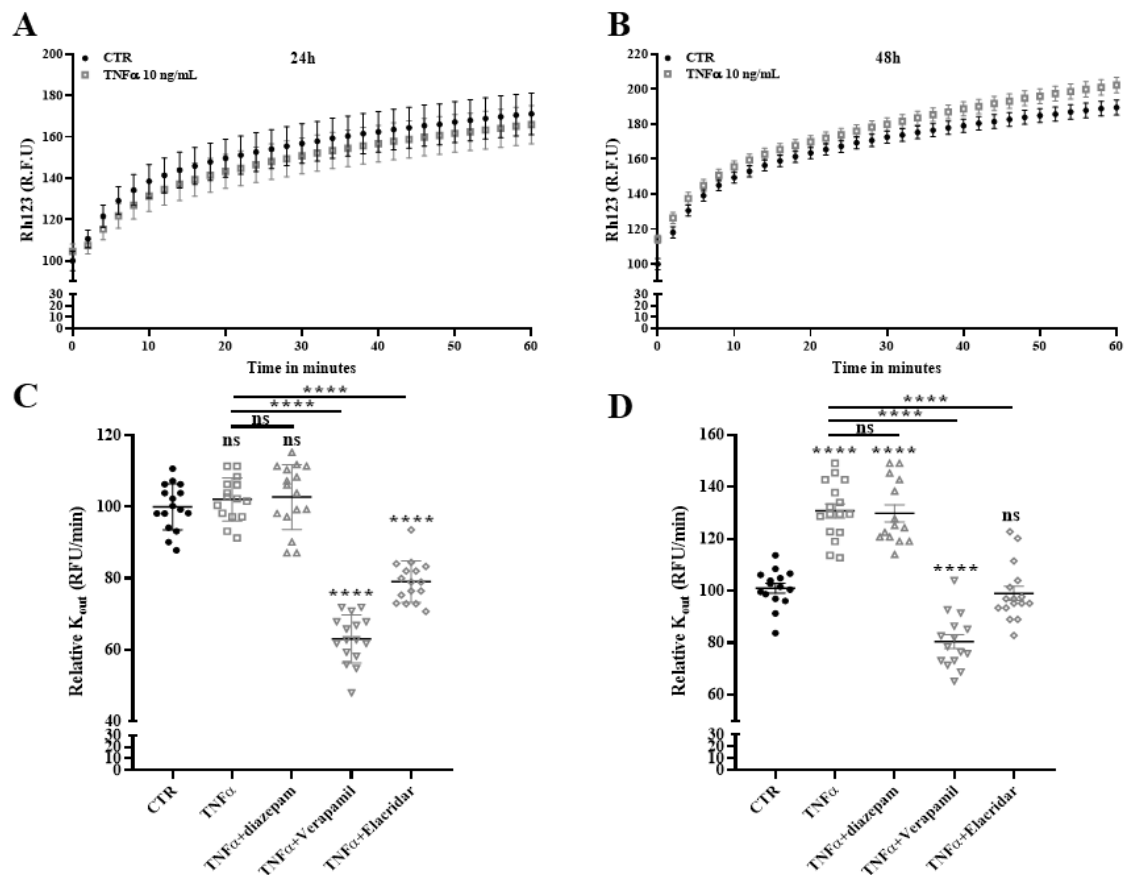 A
200
180
160
140
120
100
30
20
10
0
Rh123 (R.F.U)
CTR
TNFα 10 ng/mL
24h
0 10 20 30 40 50 60
Time in minutes
B
220
200
180
160
140
120
100
30
20
10
0
Rh123 (R.F.U)
CTR
TNFα 10 ng/mL
48h
0 10 20 30 40 50 60
Time in minutes
C
****
****
ns
ns ns
****
****
120
100
80
60
40
30
20
10
0
Relative Kout (RFU/min)
CTR
TNFα
TNFα+diazepam
TNFα+Verapamil
TNFα+Elacridar
D
****
****
ns
**** ****
ns
****
160
140
120
100
80
60
30
20
10
0
Relative Kout (RFU/min)
CTR
TNFα
TNFα+diazepam
TNFα+Verapamil
TNFα+Elacridar